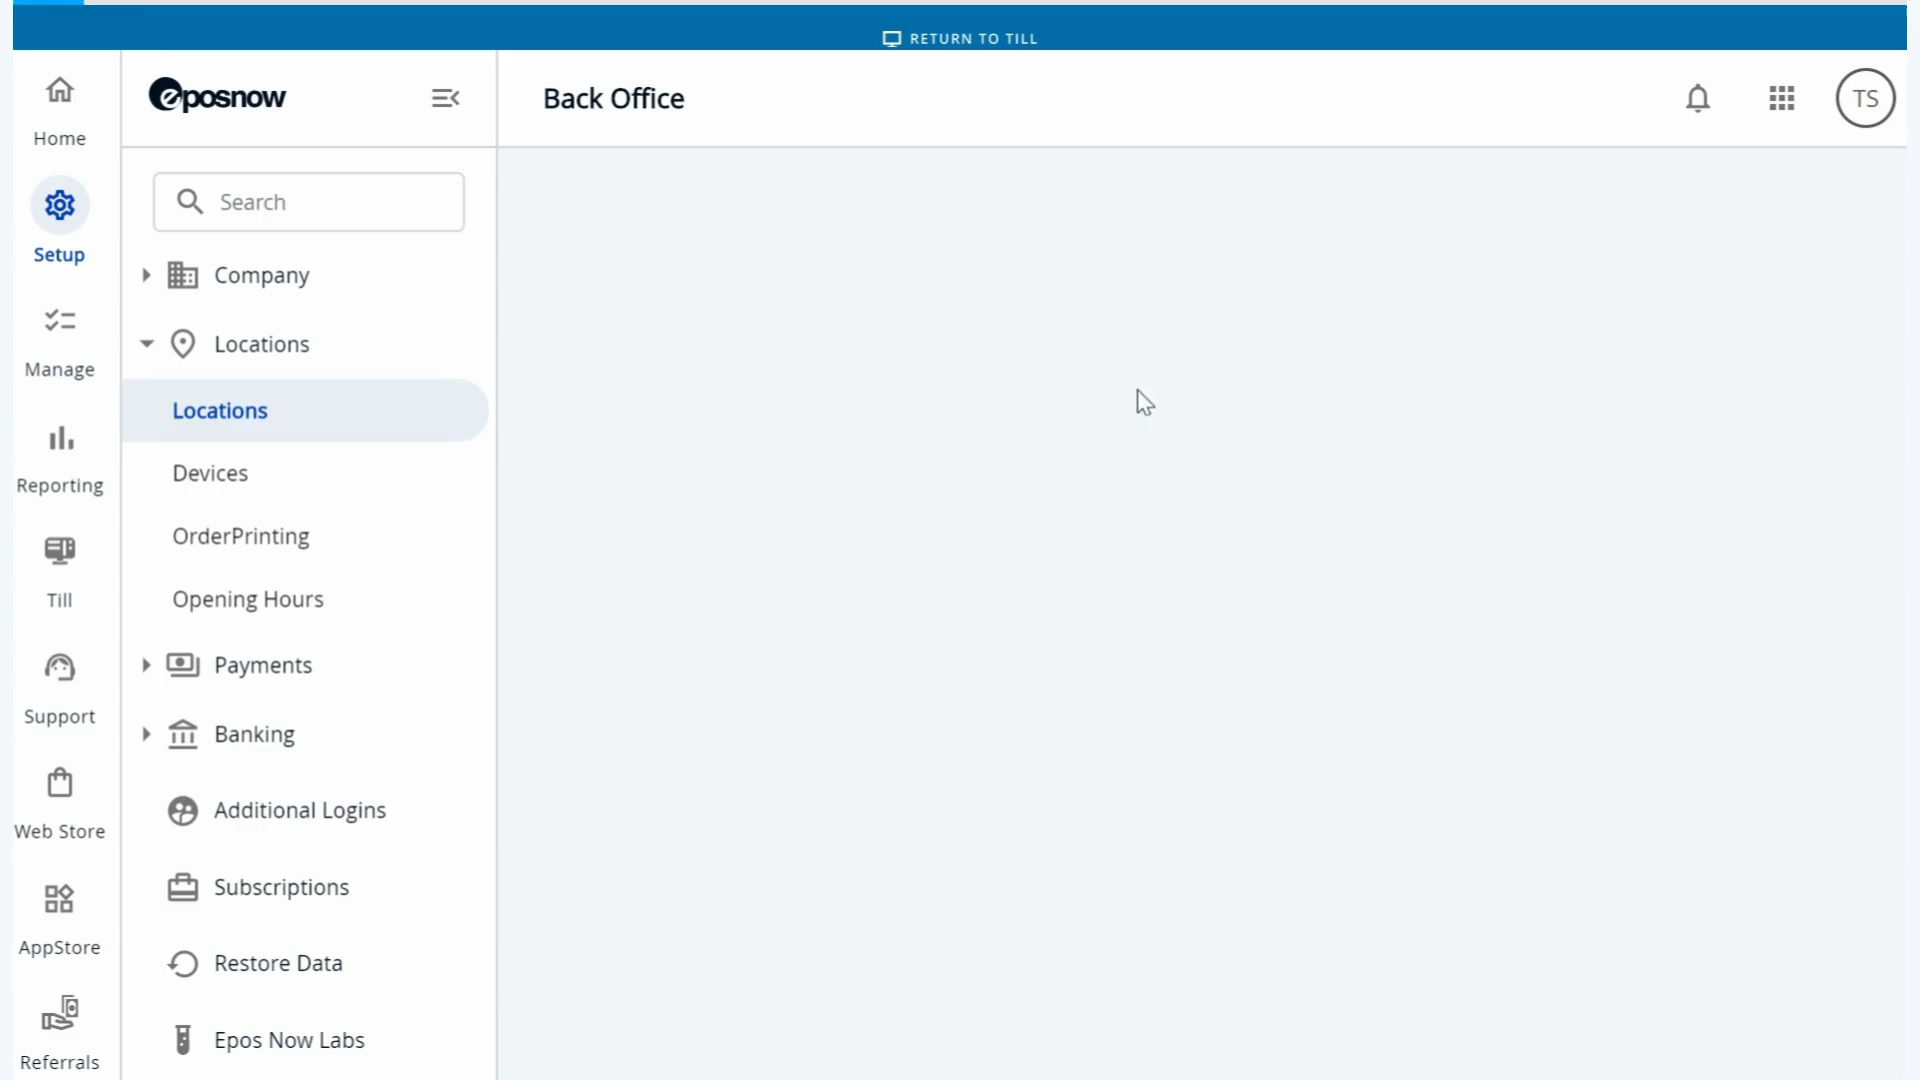 RETURN TO TILL
eposnow
Back Office
TS
Home
Setup
Manage
Reporting
Till
Support
Web Store
AppStore
Referrals
Search
Company
Locations
Locations
Devices
OrderPrinting
Opening Hours
Payments
Banking
Additional Logins
Subscriptions
Restore Data
Epos Now Labs